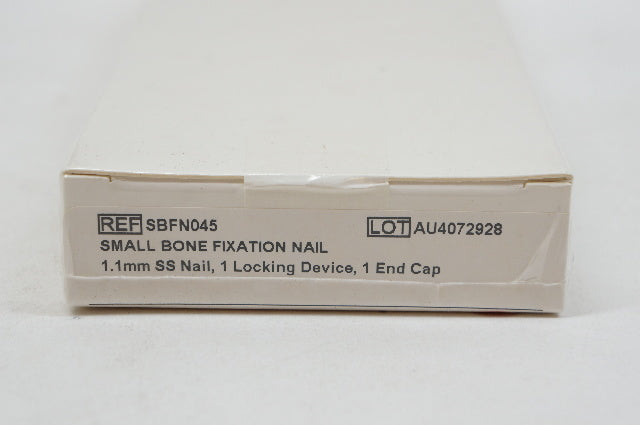 REF SBFN045 LOT AU4072928
SMALL BONE FIXATION NAIL
1.1mm SS Nail, 1 Locking Device, 1 End Cap